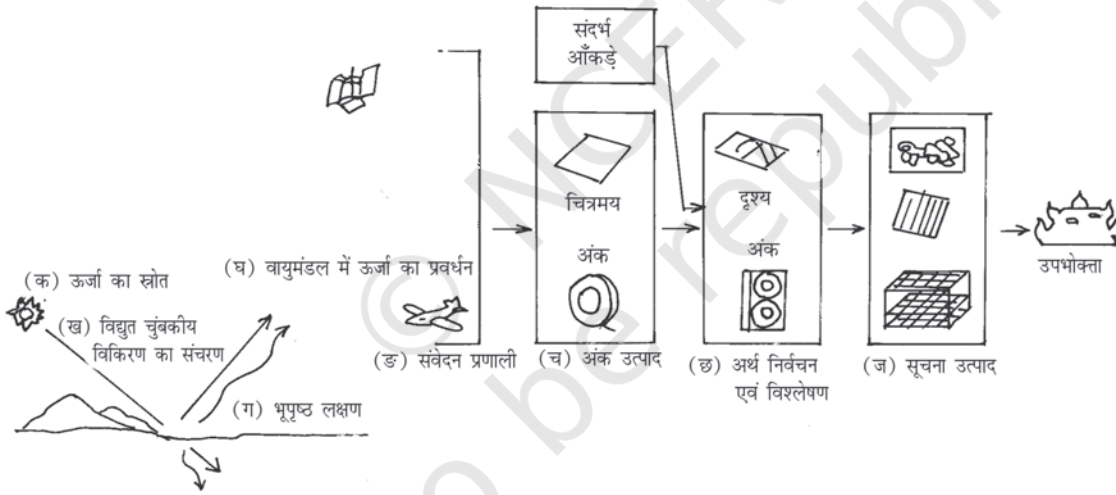 संदर्भ
आँकड़े
चित्रमय
अंक
दृश्य
अंक
उपभोक्ता
(क) ऊर्जा का स्रोत
(घ) वायुमंडल में ऊर्जा का प्रवर्धन
(ख) विद्युत चुंबकीय
विकिरण का संचरण
(ङ) संवेदन प्रणाली
(च) अंक उत्पाद
(छ) अर्थ निर्वचन
एवं विश्लेषण
(ज) सूचना उत्पाद
(ग) भूपृष्ठ लक्षण